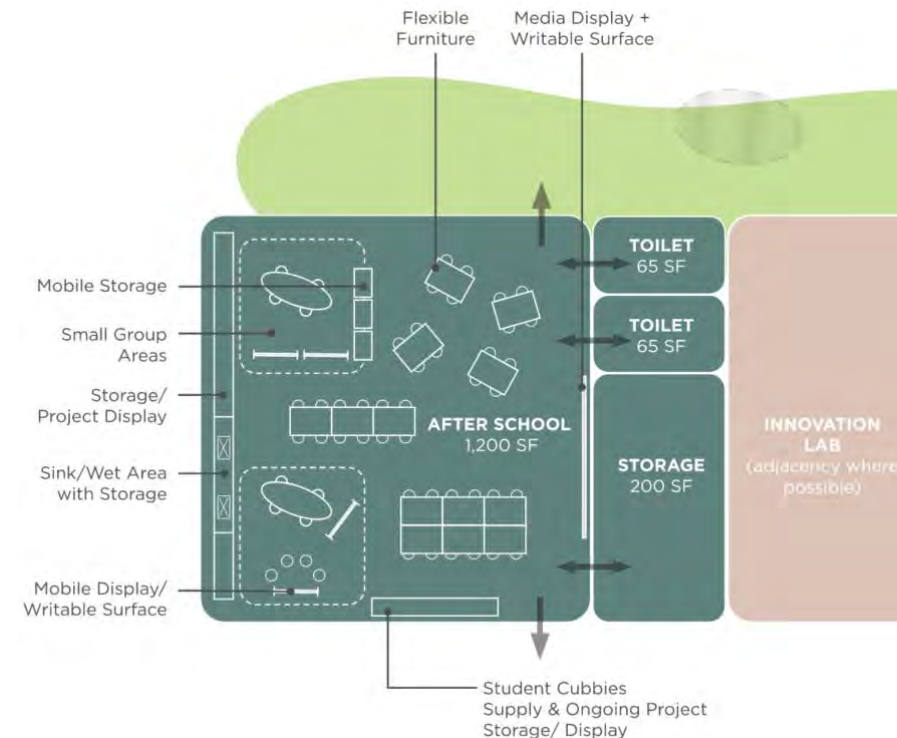 Flexible
Furniture
Media Display +
Writable Surface
Mobile Storage
Small Group
Areas
Storage/
Project Display
Sink/Wet Area
with Storage
Mobile Display/
Writable Surface
AFTER SCHOOL
1,200 SF
TOILET
65 SF
TOILET
65 SF
STORAGE
200 SF
INNOVATION
LAB
(adjacency where
possible)
Student Cubbies
Supply & Ongoing Project
Storage/ Display